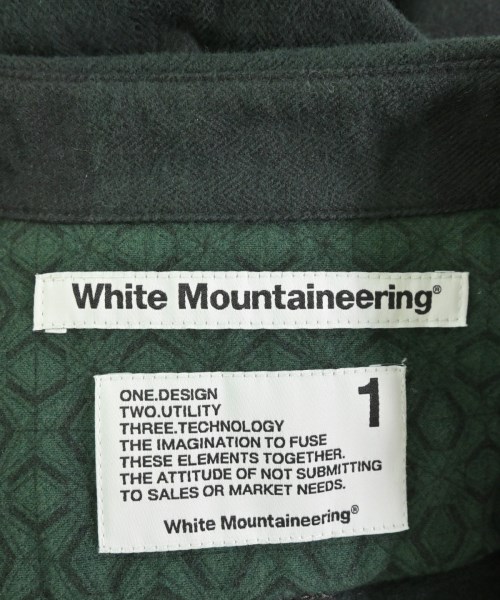 White Mountaineering®
1
ONE.DESIGN
TWO.UTILITY
THREE.TECHNOLOGY
THE IMAGINATION TO FUSE
THESE ELEMENTS TOGETHER.
THE ATTITUDE OF NOT SUBMITTING
TO SALES OR MARKET NEEDS.
White Mountaineering®